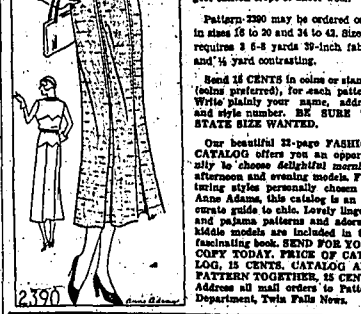 Pattern 2390 may be ordered on
in sizes 16 to 20 and 34 to 42. Size
requires 3 5-8 yards 39-inch fab
and ½ yard contrasting.
Send 15 CENTS in coins or stam
(coins preferred), for each patte
Write plainly your name, addr
and style number. BE SURE
STATE SIZE WANTED.
Our beautiful 32-page FASHI
CATALOG offers you an oppor
nity to choose delightful morni
afternoon and evening models. F
turing styles personally chosen
Anne Adams, this catalog is an
curate guide to chic. Lovely linge
and pajama patterns and adora
kiddie models are included in t
fascinating book. SEND FOR YO
COPY TODAY. PRICE OF CAT
LOG, 15 CENTS. CATALOG A
PATTERN TOGETHER, 25 CEN
Address all mail orders to Patte
Department, Twin Falls News.
2390
Anne Adams